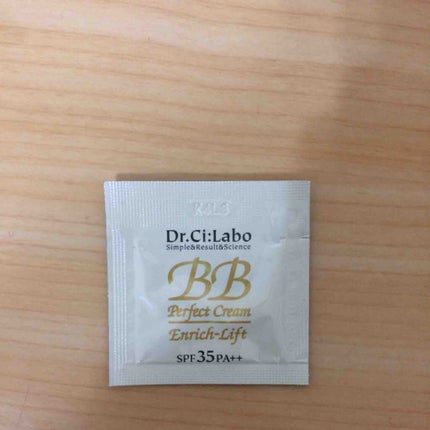 Dr.Ci:Labo
Simple&Result&Science
BB
Perfect Cream
Enrich-Lift
SPF35PA++